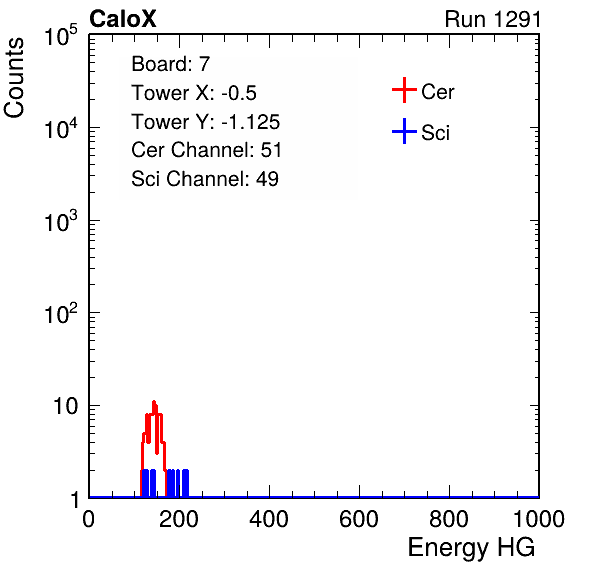 CaloX Run 1291
Counts
10^5
10^4
10^3
10^2
10
1
Board: 7
Tower X: -0.5
Tower Y: -1.125
Cer Channel: 51
Sci Channel: 49
Cer
Sci
0 200 400 600 800 1000
Energy HG